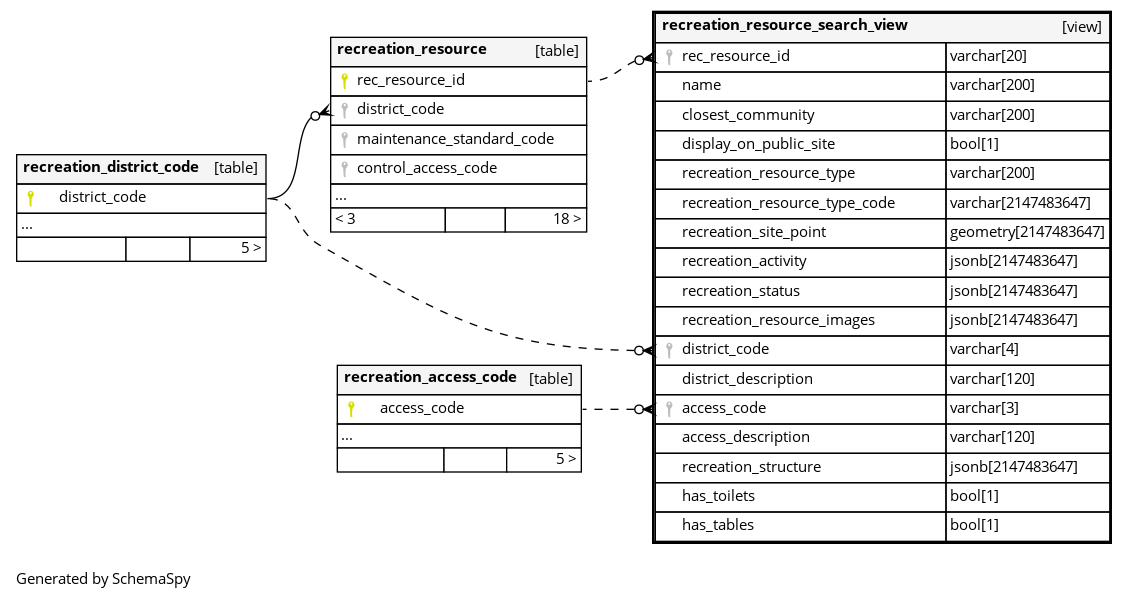 recreation_resource_search_view [view]
rec_resource_id varchar[20]
name varchar[200]
closest_community varchar[200]
display_on_public_site bool[1]
recreation_resource_type varchar[200]
recreation_resource_type_code varchar[2147483647]
recreation_site_point geometry[2147483647]
recreation_activity jsonb[2147483647]
recreation_status jsonb[2147483647]
recreation_resource_images jsonb[2147483647]
district_code varchar[4]
district_description varchar[120]
access_code varchar[3]
access_description varchar[120]
recreation_structure jsonb[2147483647]
has_toilets bool[1]
has_tables bool[1]
recreation_resource [table]
rec_resource_id
district_code
maintenance_standard_code
control_access_code
...
< 3 18 >
recreation_district_code [table]
district_code
...
5 >
recreation_access_code [table]
access_code
...
5 >
Generated by SchemaSpy